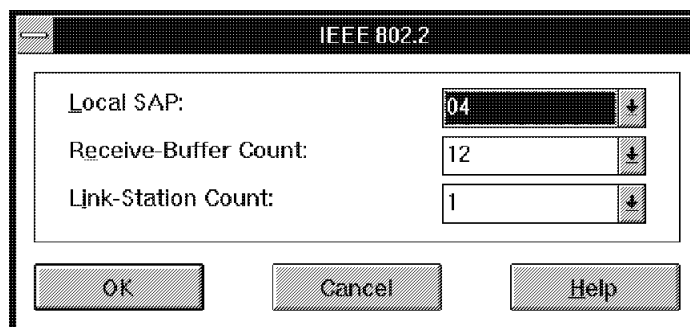 IEEE 802.2
Local SAP: 04
Receive-Buffer Count: 12
Link-Station Count: 1
OK Cancel Help